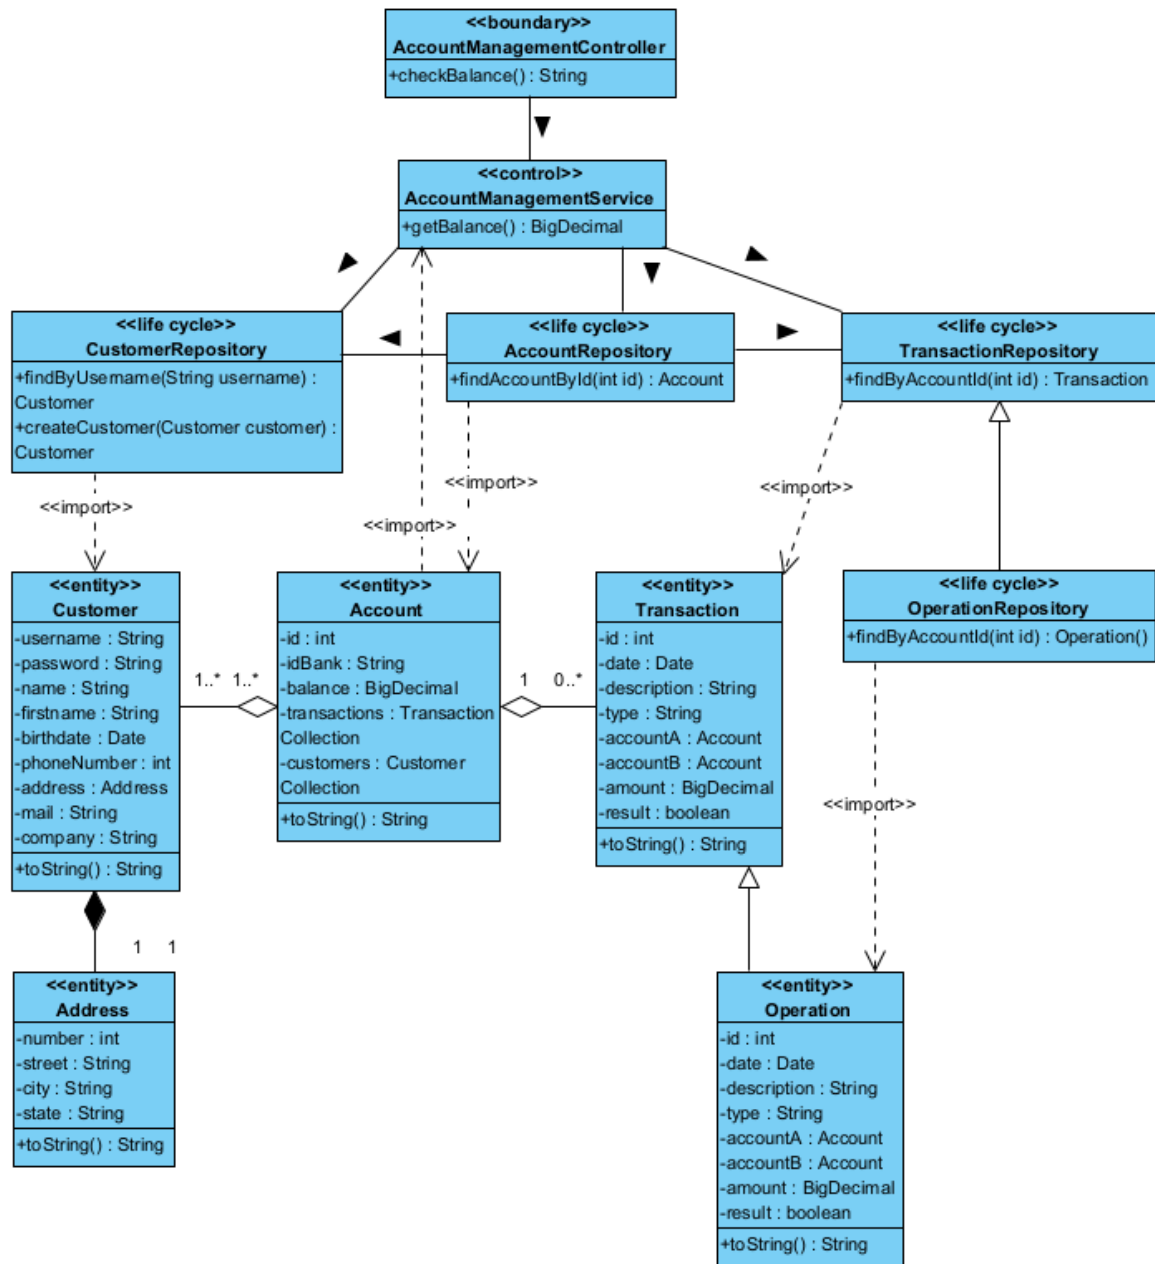 <<boundary>>
AccountManagementController
+checkBalance() : String
<<control>>
AccountManagementService
+getBalance() : BigDecimal
<<life cycle>>
CustomerRepository
+findByUsername(String username) :
Customer
+createCustomer(Customer customer) :
Customer
<<life cycle>>
AccountRepository
+findAccountById(int id) : Account
<<life cycle>>
TransactionRepository
+findByAccountId(int id) : Transaction
<<import>>
<<import>>
<<import>>
<<import>>
<<entity>>
Customer
-username : String
-password : String
-name : String
-firstname : String
-birthdate : Date
-phoneNumber : int
-address : Address
-mail : String
-company : String
+toString() : String
1..* 1..*
<<entity>>
Account
-id : int
-idBank : String
-balance : BigDecimal
-transactions : Transaction
Collection
-customers : Customer
Collection
+toString() : String
1 0..*
<<entity>>
Transaction
-id : int
-date : Date
-description : String
-type : String
-accountA : Account
-accountB : Account
-amount : BigDecimal
-result : boolean
+toString() : String
<<life cycle>>
OperationRepository
+findByAccountId(int id) : Operation()
<<import>>
1 1
<<entity>>
Address
-number : int
-street : String
-city : String
-state : String
+toString() : String
<<entity>>
Operation
-id : int
-date : Date
-description : String
-type : String
-accountA : Account
-accountB : Account
-amount : BigDecimal
-result : boolean
+toString() : String